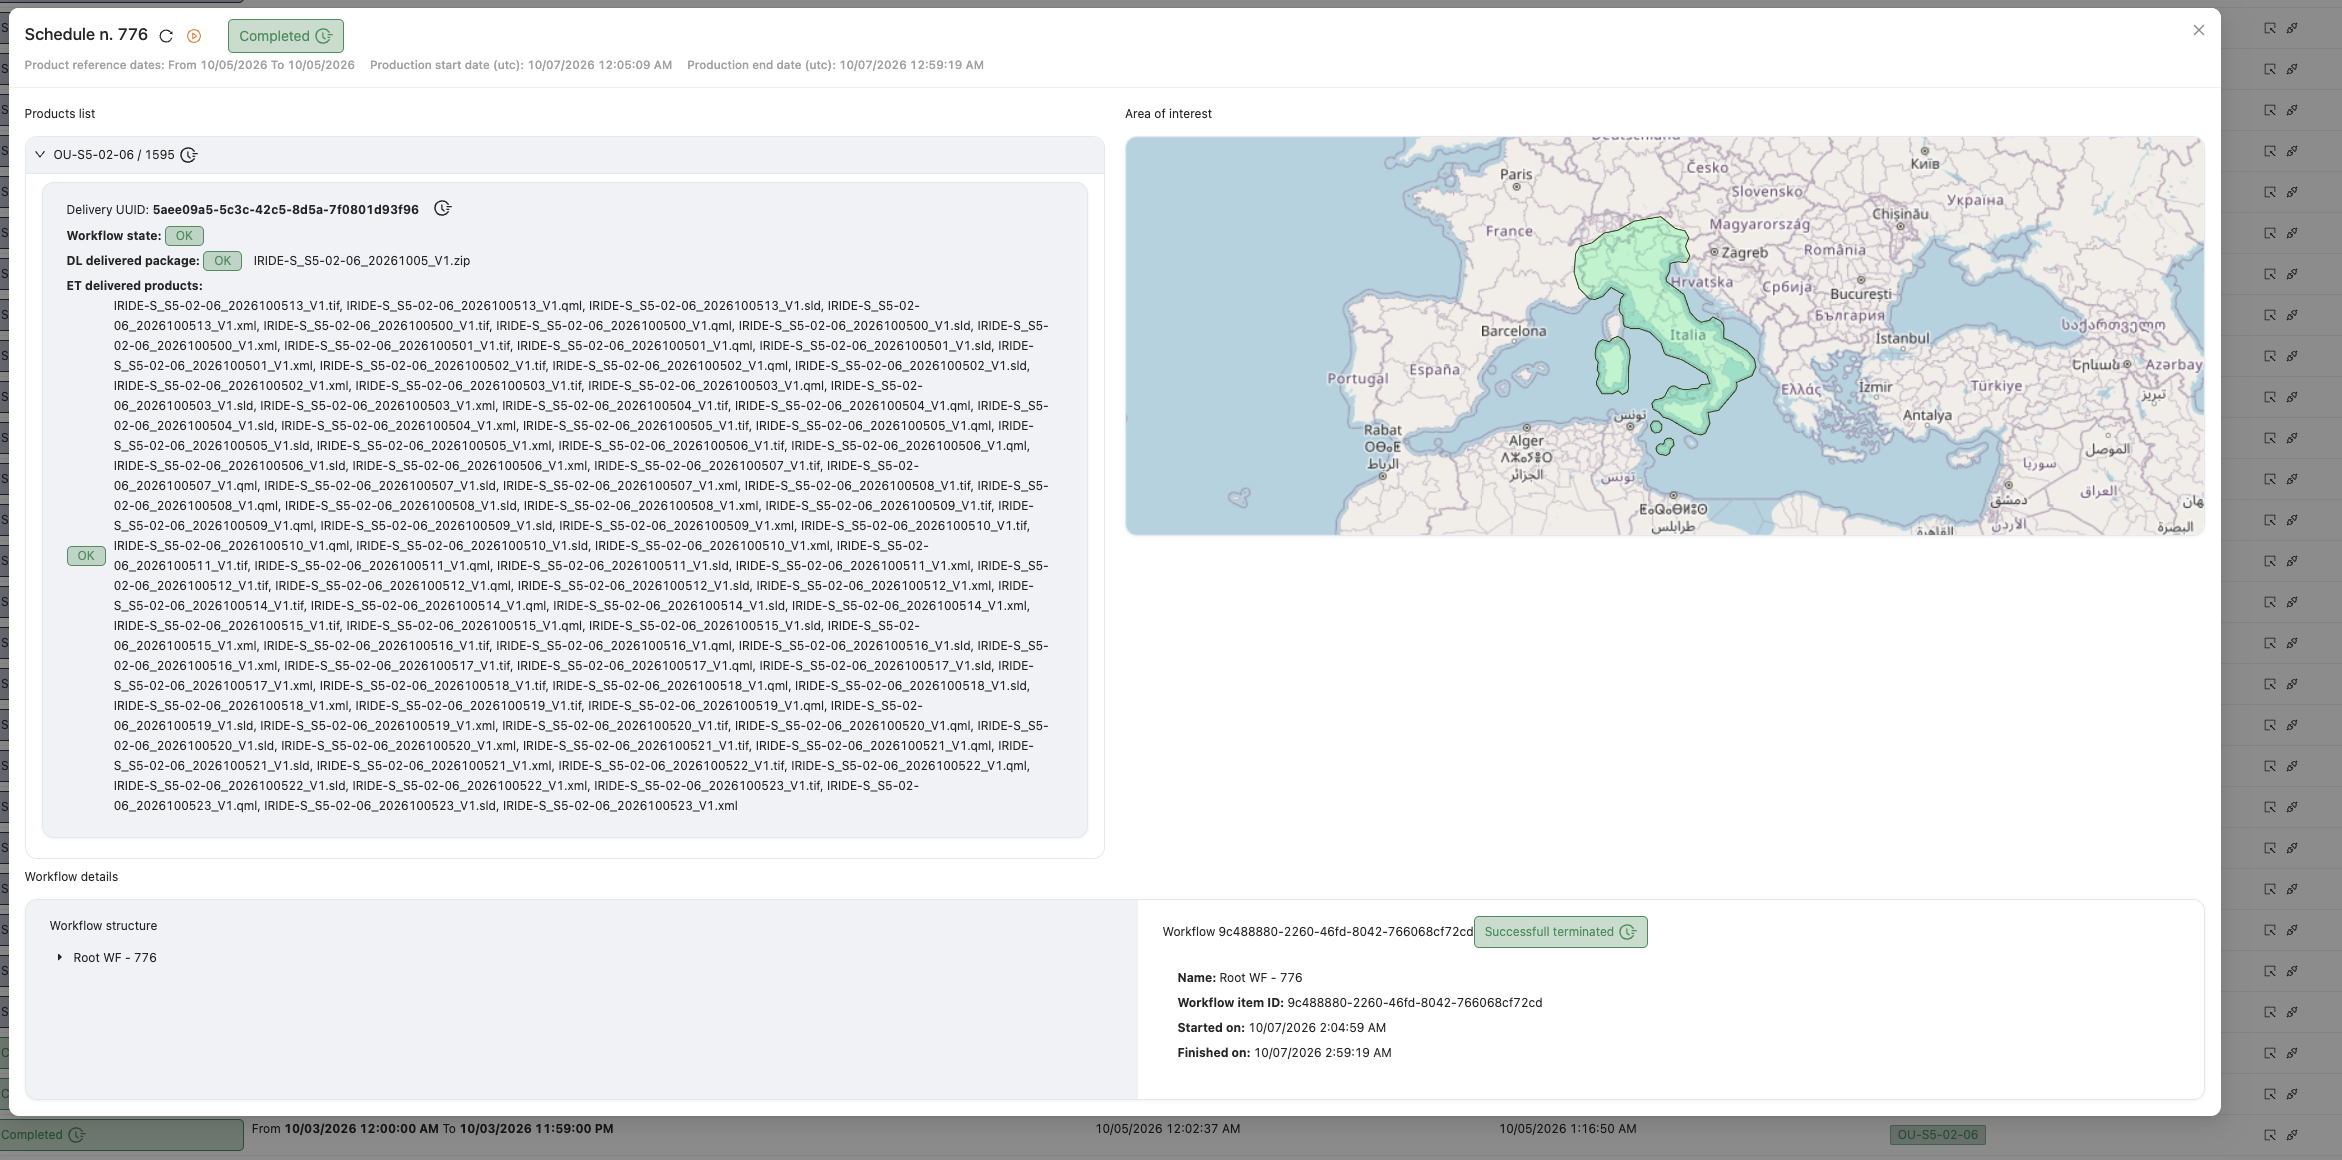 Schedule n. 776
Completed
Product reference dates: From 10/05/2026 To 10/05/2026 Production start date (utc): 10/07/2026 12:05:09 AM Production end date (utc): 10/07/2026 12:59:19 AM
Products list
OU-S5-02-06 / 1595
Delivery UUID: 5aee09a5-5c3c-42c5-8d5a-7f0801d93f96
Workflow state: OK
DL delivered package: OK IRIDE-S_S5-02-06_20261005_V1.zip
ET delivered products:
IRIDE-S_S5-02-06_2026100513_V1.tif, IRIDE-S_S5-02-06_2026100513_V1.qml, IRIDE-S_S5-02-06_2026100513_V1.sld, IRIDE-S_S5-02-
06_2026100513_V1.xml, IRIDE-S_S5-02-06_2026100500_V1.tif, IRIDE-S_S5-02-06_2026100500_V1.qml, IRIDE-S_S5-02-06_2026100500_V1.sld, IRIDE-S_S5-
02-06_2026100500_V1.xml, IRIDE-S_S5-02-06_2026100501_V1.tif, IRIDE-S_S5-02-06_2026100501_V1.qml, IRIDE-S_S5-02-06_2026100501_V1.sld, IRIDE-
S_S5-02-06_2026100501_V1.xml, IRIDE-S_S5-02-06_2026100502_V1.tif, IRIDE-S_S5-02-06_2026100502_V1.qml, IRIDE-S_S5-02-06_2026100502_V1.sld,
IRIDE-S_S5-02-06_2026100502_V1.xml, IRIDE-S_S5-02-06_2026100503_V1.tif, IRIDE-S_S5-02-06_2026100503_V1.qml, IRIDE-S_S5-02-
06_2026100503_V1.sld, IRIDE-S_S5-02-06_2026100503_V1.xml, IRIDE-S_S5-02-06_2026100504_V1.tif, IRIDE-S_S5-02-06_2026100504_V1.qml, IRIDE-S_S5-
02-06_2026100504_V1.sld, IRIDE-S_S5-02-06_2026100504_V1.xml, IRIDE-S_S5-02-06_2026100505_V1.tif, IRIDE-S_S5-02-06_2026100505_V1.qml, IRIDE-
S_S5-02-06_2026100505_V1.sld, IRIDE-S_S5-02-06_2026100505_V1.xml, IRIDE-S_S5-02-06_2026100506_V1.tif, IRIDE-S_S5-02-06_2026100506_V1.qml,
IRIDE-S_S5-02-06_2026100506_V1.sld, IRIDE-S_S5-02-06_2026100506_V1.xml, IRIDE-S_S5-02-06_2026100507_V1.tif, IRIDE-S_S5-02-
06_2026100507_V1.qml, IRIDE-S_S5-02-06_2026100507_V1.sld, IRIDE-S_S5-02-06_2026100507_V1.xml, IRIDE-S_S5-02-06_2026100508_V1.tif, IRIDE-S_S5-
02-06_2026100508_V1.qml, IRIDE-S_S5-02-06_2026100508_V1.sld, IRIDE-S_S5-02-06_2026100508_V1.xml, IRIDE-S_S5-02-06_2026100509_V1.tif, IRIDE-
S_S5-02-06_2026100509_V1.qml, IRIDE-S_S5-02-06_2026100509_V1.sld, IRIDE-S_S5-02-06_2026100509_V1.xml, IRIDE-S_S5-02-06_2026100510_V1.tif,
OK IRIDE-S_S5-02-06_2026100510_V1.qml, IRIDE-S_S5-02-06_2026100510_V1.sld, IRIDE-S_S5-02-06_2026100510_V1.xml, IRIDE-S_S5-02-
06_2026100511_V1.tif, IRIDE-S_S5-02-06_2026100511_V1.qml, IRIDE-S_S5-02-06_2026100511_V1.sld, IRIDE-S_S5-02-06_2026100511_V1.xml, IRIDE-S_S5-
02-06_2026100512_V1.tif, IRIDE-S_S5-02-06_2026100512_V1.qml, IRIDE-S_S5-02-06_2026100512_V1.sld, IRIDE-S_S5-02-06_2026100512_V1.xml, IRIDE-
S_S5-02-06_2026100514_V1.tif, IRIDE-S_S5-02-06_2026100514_V1.qml, IRIDE-S_S5-02-06_2026100514_V1.sld, IRIDE-S_S5-02-06_2026100514_V1.xml,
IRIDE-S_S5-02-06_2026100515_V1.tif, IRIDE-S_S5-02-06_2026100515_V1.qml, IRIDE-S_S5-02-06_2026100515_V1.sld, IRIDE-S_S5-02-
06_2026100515_V1.xml, IRIDE-S_S5-02-06_2026100516_V1.tif, IRIDE-S_S5-02-06_2026100516_V1.qml, IRIDE-S_S5-02-06_2026100516_V1.sld, IRIDE-S_S5-
02-06_2026100516_V1.xml, IRIDE-S_S5-02-06_2026100517_V1.tif, IRIDE-S_S5-02-06_2026100517_V1.qml, IRIDE-S_S5-02-06_2026100517_V1.sld, IRIDE-
S_S5-02-06_2026100517_V1.xml, IRIDE-S_S5-02-06_2026100518_V1.tif, IRIDE-S_S5-02-06_2026100518_V1.qml, IRIDE-S_S5-02-06_2026100518_V1.sld,
IRIDE-S_S5-02-06_2026100518_V1.xml, IRIDE-S_S5-02-06_2026100519_V1.tif, IRIDE-S_S5-02-06_2026100519_V1.qml, IRIDE-S_S5-02-
06_2026100519_V1.sld, IRIDE-S_S5-02-06_2026100519_V1.xml, IRIDE-S_S5-02-06_2026100520_V1.tif, IRIDE-S_S5-02-06_2026100520_V1.qml, IRIDE-S_S5-
02-06_2026100520_V1.sld, IRIDE-S_S5-02-06_2026100520_V1.xml, IRIDE-S_S5-02-06_2026100521_V1.tif, IRIDE-S_S5-02-06_2026100521_V1.qml, IRIDE-
S_S5-02-06_2026100521_V1.sld, IRIDE-S_S5-02-06_2026100521_V1.xml, IRIDE-S_S5-02-06_2026100522_V1.tif, IRIDE-S_S5-02-06_2026100522_V1.qml,
IRIDE-S_S5-02-06_2026100522_V1.sld, IRIDE-S_S5-02-06_2026100522_V1.xml, IRIDE-S_S5-02-06_2026100523_V1.tif, IRIDE-S_S5-02-
06_2026100523_V1.qml, IRIDE-S_S5-02-06_2026100523_V1.sld, IRIDE-S_S5-02-06_2026100523_V1.xml
Area of interest
Deutschland
Київ
Paris
Česko
Slovensko
Україна
Chișinău
France
Magyarország
Zagreb
România
Hrvatska
Србија
București
България
Barcelona
Italia
İstanbul
საქართველო
Portugal
España
Ελλάς
İzmir
Türkiye
Հայաստան
Azərbay
تبریز
Antalya
تونس
Rabat
ⵔⴱⴰⵟ
الرباط
Alger
الجزائر
تونس
طرابلس
الموصل
سوريا
دمشق
العراق
الأردن
القاهرة
البصرة
Workflow details
Workflow structure
Root WF - 776
Workflow 9c488880-2260-46fd-8042-766068cf72cd Successfull terminated
Name: Root WF - 776
Workflow item ID: 9c488880-2260-46fd-8042-766068cf72cd
Started on: 10/07/2026 2:04:59 AM
Finished on: 10/07/2026 2:59:19 AM
Completed From 10/03/2026 12:00:00 AM To 10/03/2026 11:59:00 PM 10/05/2026 12:02:37 AM 10/05/2026 1:16:50 AM OU-S5-02-06